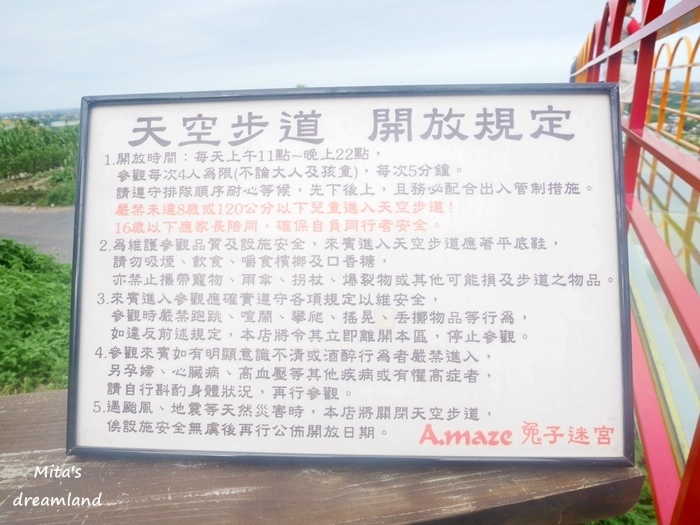 天空步道 開放規定
1.開放時間：每天上午11點~晚上22點，
參觀每次4人為限(不論大人及孩童)，每次5分鐘。
請遵守排隊順序耐心等候，先下後上，且務必配合出入管制措施。
嚴禁未達8歲或120公分以下兒童進入天空步道！
16歲以下應家長陪同，確保自負同行者安全。
2.為維護參觀品質及設施安全，來賓進入天空步道應著平底鞋，
請勿吸煙、飲食、嚼食檳榔及口香糖，
亦禁止攜帶寵物、雨傘、拐杖、爆裂物或其他可能損及步道之物品。
3.來賓進入參觀應確實遵守各項規定以維安全，
參觀時嚴禁跑跳、喧鬧、攀爬、搖晃、丟擲物品等行為，
如違反前述規定，本店將令其立即離開本區，停止參觀。
4.參觀來賓如有明顯意識不清或酒醉行為者嚴禁進入，
另孕婦、心臟病、高血壓等其他疾病或有懼高症者，
請自行斟酌身體狀況，再行參觀。
5.遇颱風、地震等天然災害時，本店將關閉天空步道，
俟設施安全無虞後再行公佈開放日期。
A.maze 兔子迷宮
Mita's
dreamland